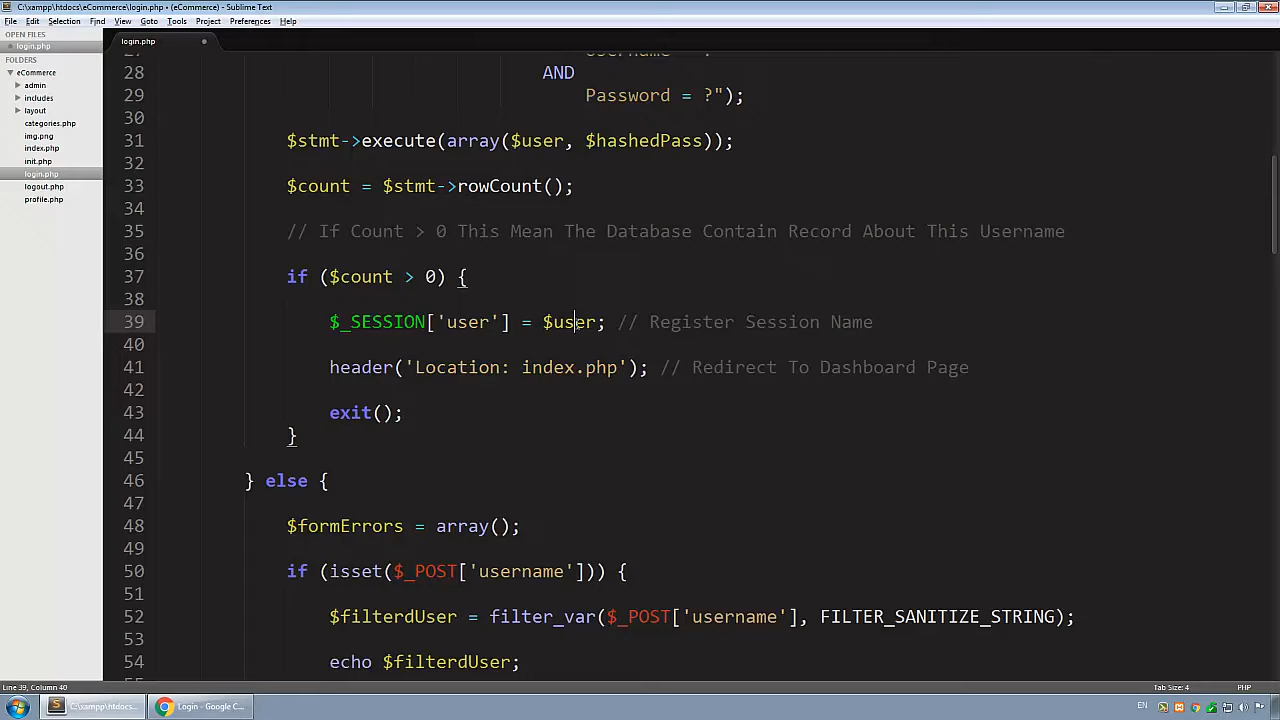 C:\xampp\htdocs\eCommerce\login.php • (eCommerce) - Sublime Text
File Edit Selection Find View Goto Tools Project Preferences Help
OPEN FILES
login.php
FOLDERS
eCommerce
admin
includes
layout
categories.php
img.png
index.php
init.php
login.php
logout.php
profile.php
login.php
28 AND
29 Password = ?");
30
31 $stmt->execute(array($user, $hashedPass));
32
33 $count = $stmt->rowCount();
34
35 // If Count > 0 This Mean The Database Contain Record About This Username
36
37 if ($count > 0) {
38
39 $_SESSION['user'] = $user; // Register Session Name
40
41 header('Location: index.php'); // Redirect To Dashboard Page
42
43 exit();
44 }
45
46 } else {
47
48 $formErrors = array();
49
50 if (isset($_POST['username'])) {
51
52 $filterdUser = filter_var($_POST['username'], FILTER_SANITIZE_STRING);
53
54 echo $filterdUser;
Line 39, Column 40 Tab Size: 4 PHP
C:\xampp\htdocs... Login - Google C... EN